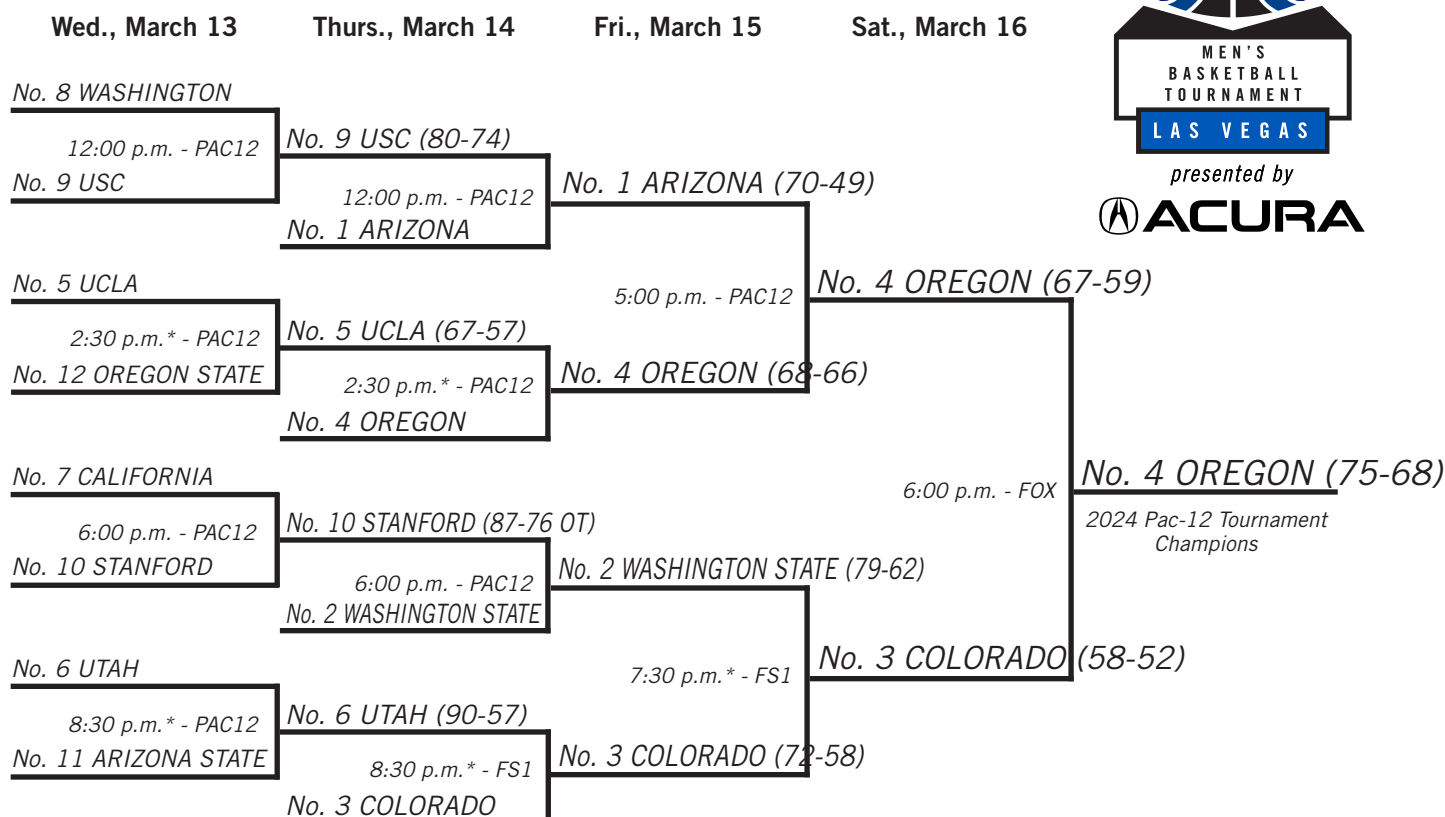 Wed., March 13
Thurs., March 14
Fri., March 15
Sat., March 16
MEN'S
BASKETBALL
TOURNAMENT
LAS VEGAS
presented by
ACURA
No. 8 WASHINGTON
12:00 p.m. - PAC12
No. 9 USC
No. 5 UCLA
2:30 p.m.* - PAC12
No. 12 OREGON STATE
No. 7 CALIFORNIA
6:00 p.m. - PAC12
No. 10 STANFORD
No. 6 UTAH
8:30 p.m.* - PAC12
No. 11 ARIZONA STATE
No. 9 USC (80-74)
12:00 p.m. - PAC12
No. 1 ARIZONA
No. 5 UCLA (67-57)
2:30 p.m.* - PAC12
No. 4 OREGON
No. 10 STANFORD (87-76 OT)
6:00 p.m. - PAC12
No. 2 WASHINGTON STATE
No. 6 UTAH (90-57)
8:30 p.m.* - FS1
No. 3 COLORADO
No. 1 ARIZONA (70-49)
5:00 p.m. - PAC12
No. 4 OREGON (68-66)
No. 2 WASHINGTON STATE (79-62)
7:30 p.m.* - FS1
No. 3 COLORADO (72-58)
No. 4 OREGON (67-59)
6:00 p.m. - FOX
No. 3 COLORADO (58-52)
No. 4 OREGON (75-68)
2024 Pac-12 Tournament
Champions